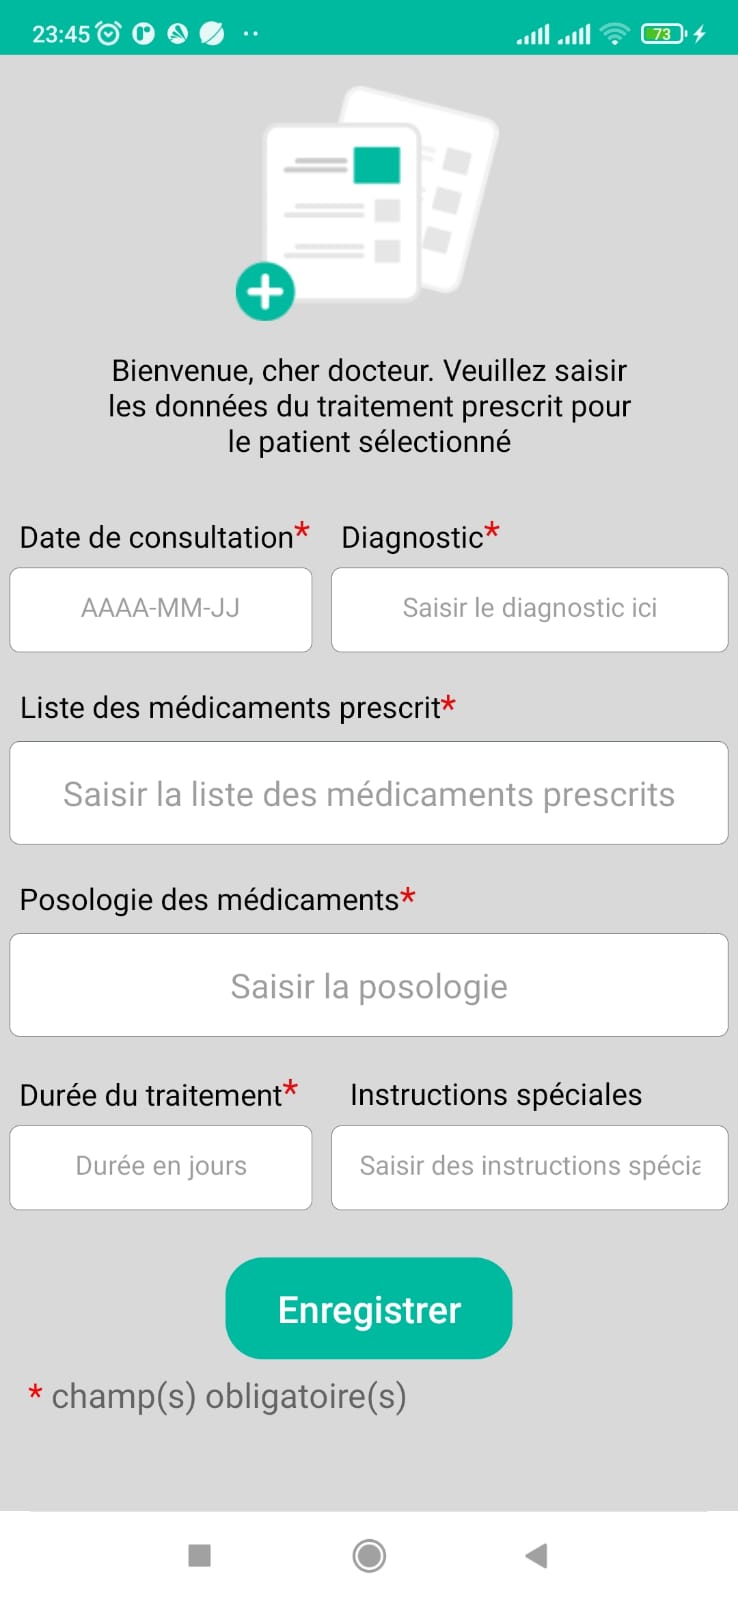 23:45
73
Bienvenue, cher docteur. Veuillez saisir
les données du traitement prescrit pour
le patient sélectionné
Date de consultation* Diagnostic*
AAAA-MM-JJ Saisir le diagnostic ici
Liste des médicaments prescrit*
Saisir la liste des médicaments prescrits
Posologie des médicaments*
Saisir la posologie
Durée du traitement* Instructions spéciales
Durée en jours Saisir des instructions spécia
Enregistrer
* champ(s) obligatoire(s)